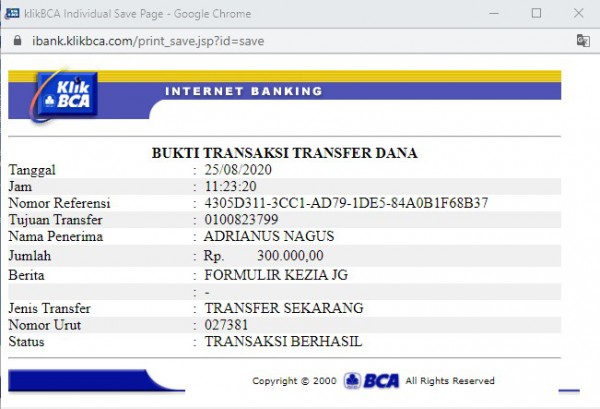 klikBCA Individual Save Page - Google Chrome
ibank.klikbca.com/print_save.jsp?id=save
Klik
BCA
INTERNET BANKING
BUKTI TRANSAKSI TRANSFER DANA
Tanggal : 25/08/2020
Jam : 11:23:20
Nomor Referensi : 4305D311-3CC1-AD79-1DE5-84A0B1F68B37
Tujuan Transfer : 0100823799
Nama Penerima : ADRIANUS NAGUS
Jumlah : Rp. 300.000,00
Berita : FORMULIR KEZIA JG
: -
Jenis Transfer : TRANSFER SEKARANG
Nomor Urut : 027381
Status : TRANSAKSI BERHASIL
Copyright © 2000 BCA All Rights Reserved